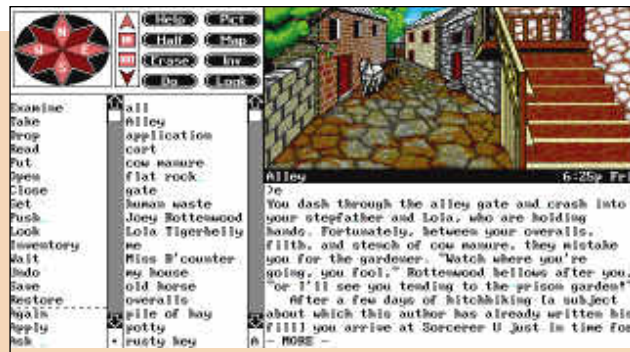 Help Pict
Half Map
Erase Inv
Do Look
N
W E
S
Examine
Take
Drop
Read
Put
Open
Close
Get
Push
Look
Inventory
Wait
Undo
Save
Restore
Again
Apply
Ask
all
Alley
application
cart
cow manure
flat rock
gate
human waste
Joey Rottenwood
Lola Tigerbelly
me
Miss B'counter
my house
old horse
overalls
pile of hay
potty
rusty key
Alley 6:25p Fri
>e
You dash through the alley gate and crash into
your stepfather and Lola, who are holding
hands. Fortunately, between your overalls,
filth, and stench of cow manure, they mistake
you for the gardener. "Watch where you're
going, you fool," Rottenwood bellows after you,
"or I'll see you tending to the prison garden!"
After a few days of hitchhiking [a subject
about which this author has already written his
fill] you arrive at Sorcerer U just in time for
- MORE -